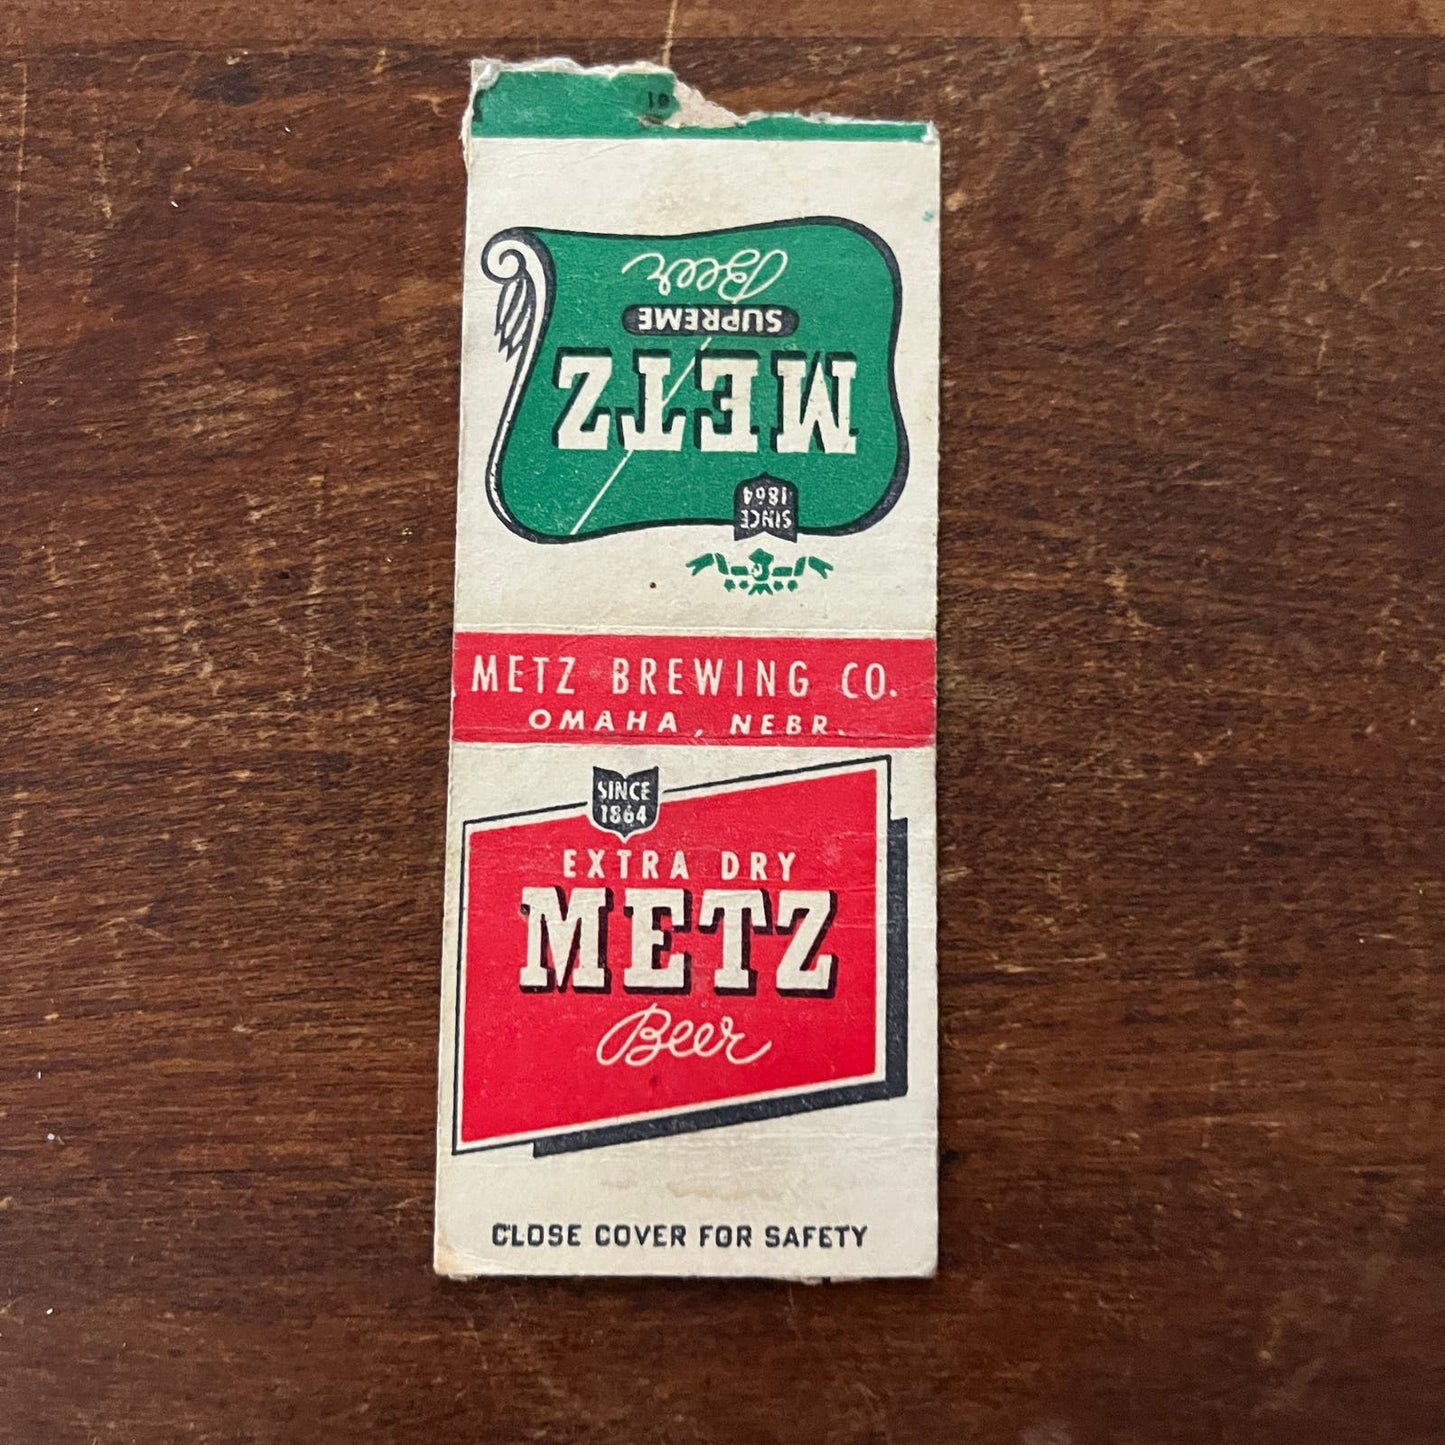 19
Beer
SUPREME
METZ
SINCE
1864
METZ BREWING CO.
OMAHA, NEBR.
SINCE
1864
EXTRA DRY
METZ
Beer
CLOSE COVER FOR SAFETY